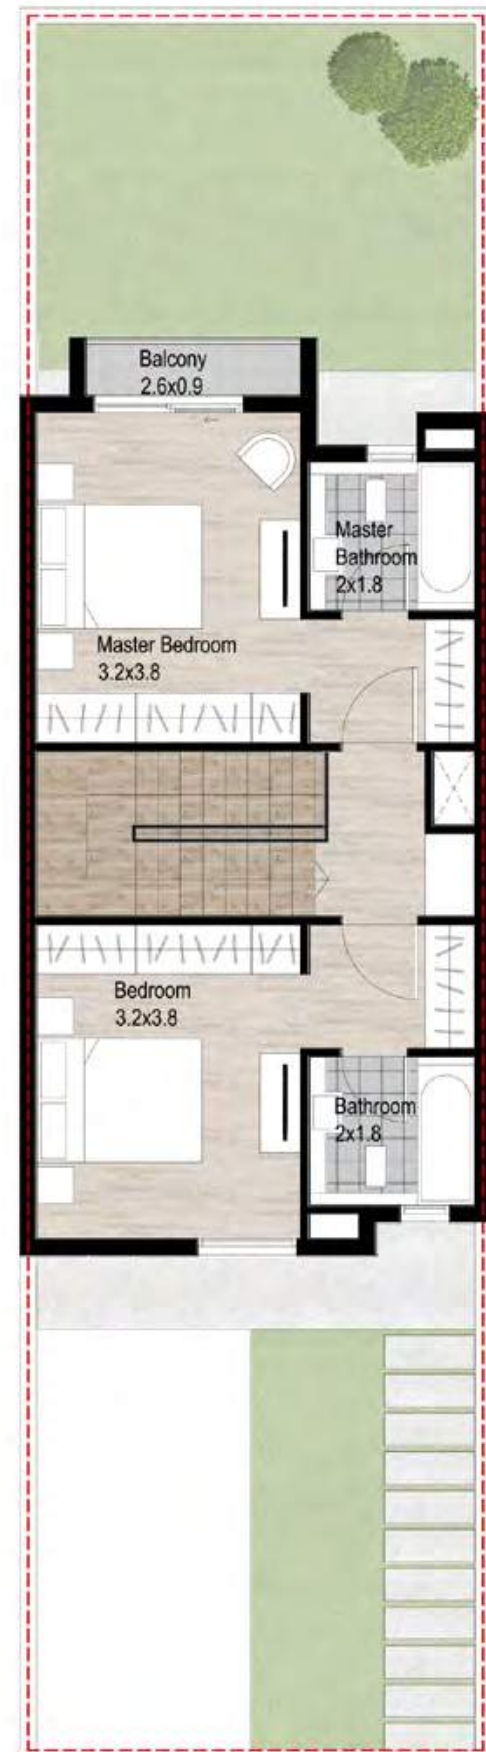 Balcony
2.6x0.9
Master
Bathroom
2x1.8
Master Bedroom
3.2x3.8
Bedroom
3.2x3.8
Bathroom
2x1.8